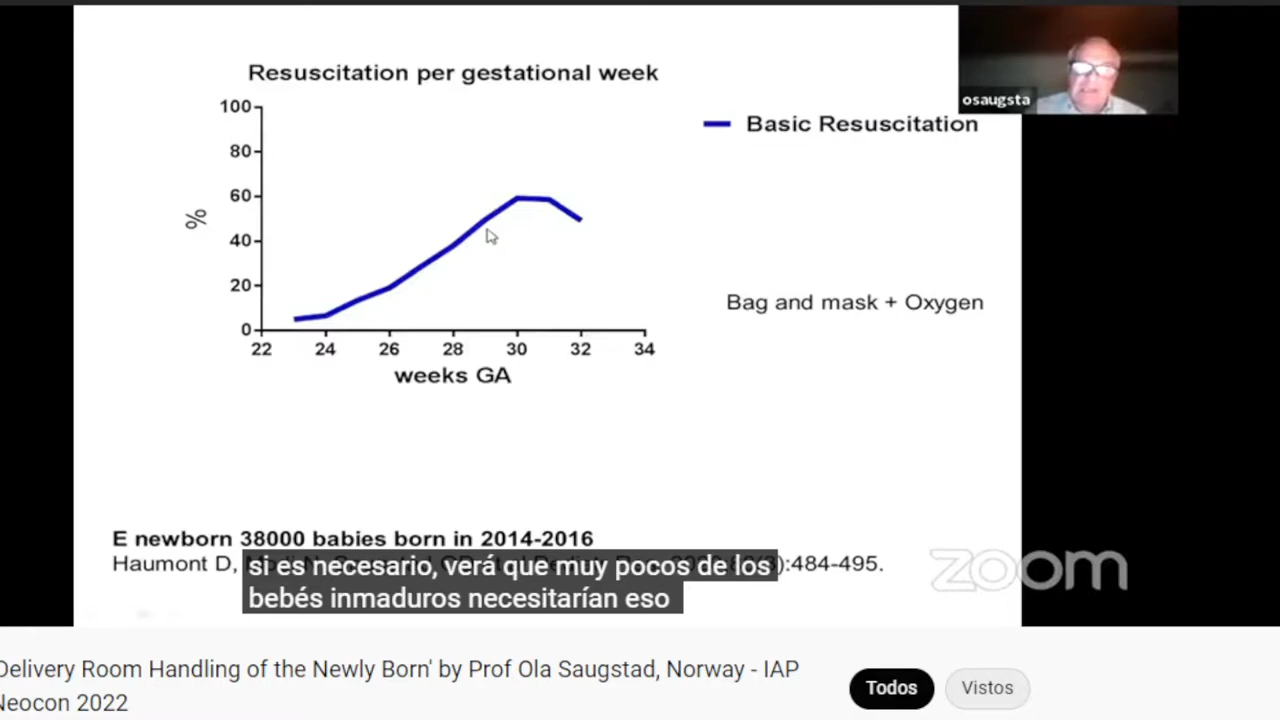 Resuscitation per gestational week
osaugsta
Basic Resuscitation
100
80
60
40
20
0
%
22 24 26 28 30 32 34
weeks GA
Bag and mask + Oxygen
E newborn 38000 babies born in 2014-2016
Haumont D, ):484-495.
si es necesario, verá que muy pocos de los
bebés inmaduros necesitarían eso
zoom
Delivery Room Handling of the Newly Born' by Prof Ola Saugstad, Norway - IAP
Neocon 2022
Todos
Vistos